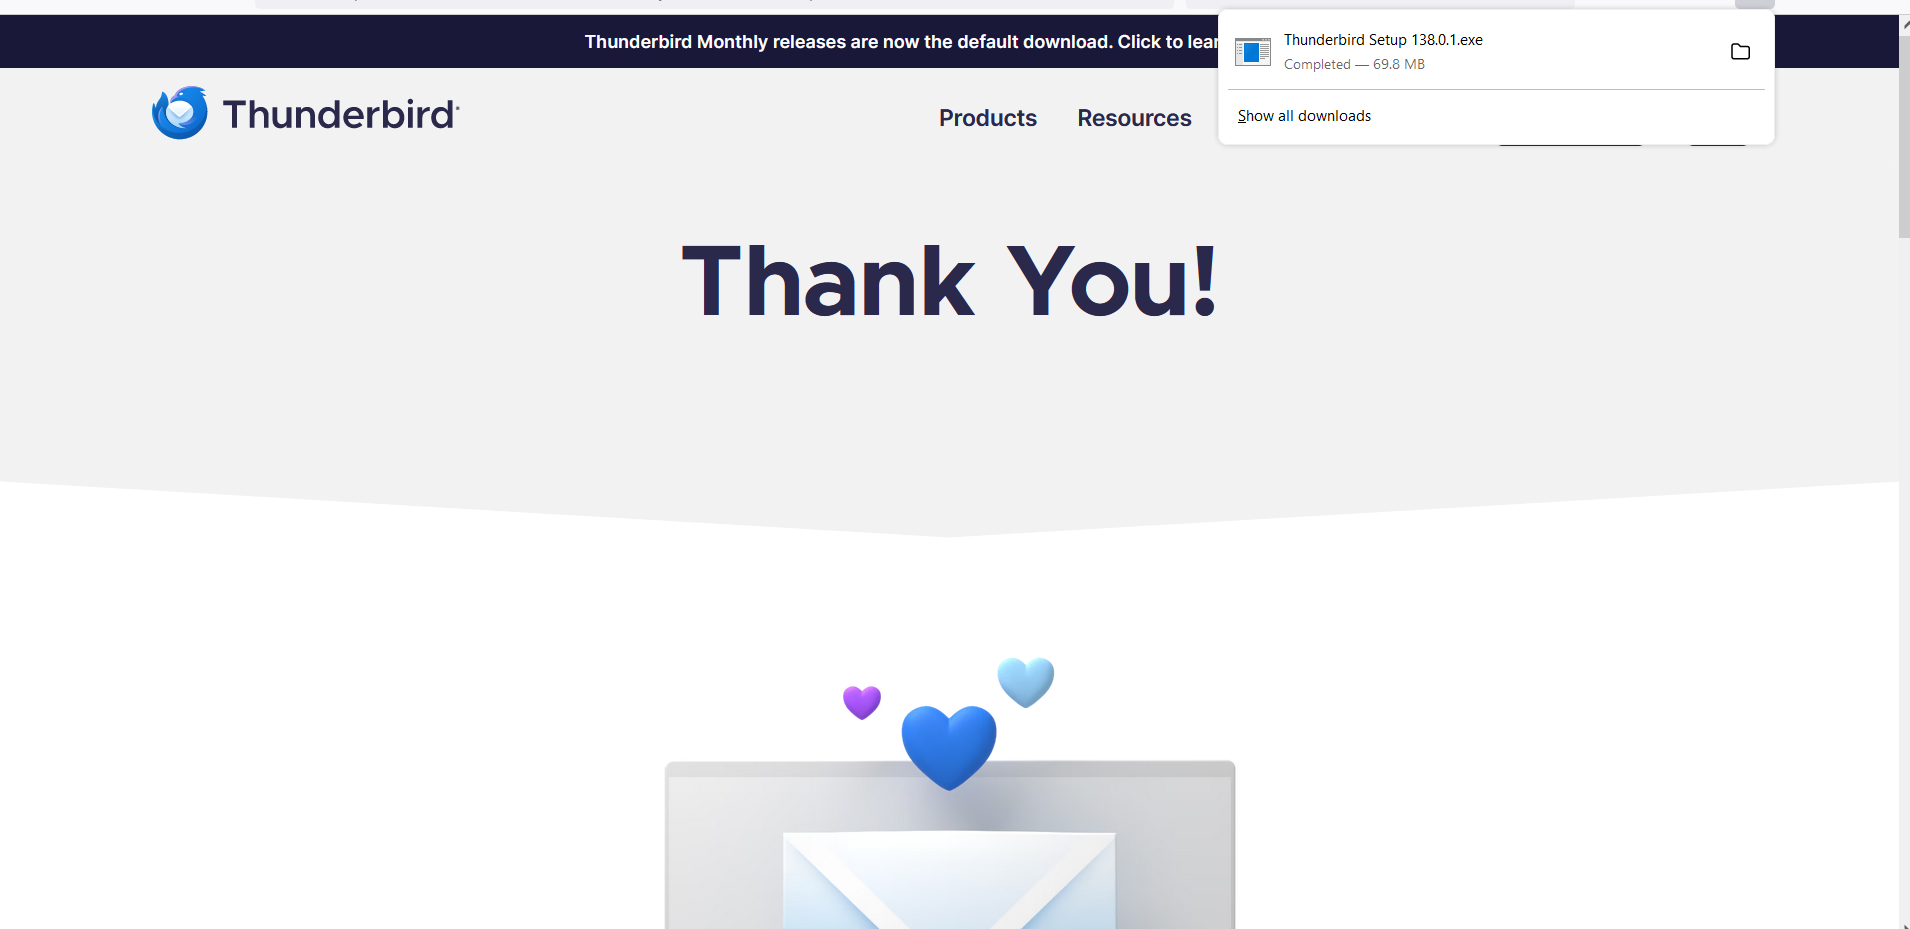 Thunderbird Monthly releases are now the default download. Click to lear
Thunderbird Setup 138.0.1.exe
Completed — 69.8 MB
Show all downloads
Thunderbird
Products Resources
Thank You!